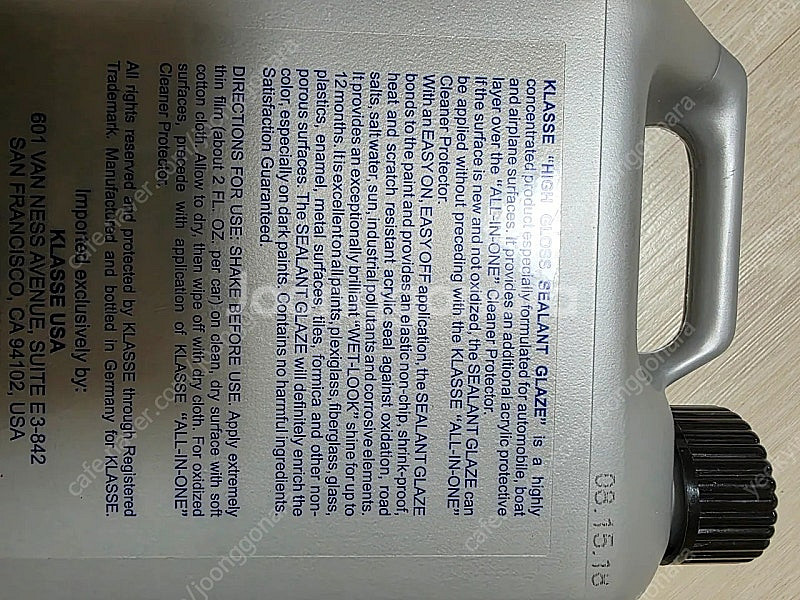 KLASSE "HIGH GLOSS SEALANT GLAZE" is a highly
concentrated product especially formulated for automobile, boat
and airplane surfaces. It provides an additional acrylic protective
layer over the "ALL-IN-ONE" Cleaner Protector.
If the surface is new and not oxidized, the SEALANT GLAZE can
be applied without preceding with the KLASSE "ALL-IN-ONE"
Cleaner Protector.
With an EASY ON, EASY OFF application, the SEALANT GLAZE
bonds to the paint and provides an elastic non-chip, shrink-proof,
heat and scratch resistant acrylic seal against oxidation, road
salts, salt water, sun, industrial pollutants and corrosive elements.
It provides an exceptionally brilliant "WET-LOOK" shine for up to
12 months. It is excellent on all paints, plexiglass, fiberglass, glass,
plastics, enamel, metal surfaces, tiles, formica and other non-
porous surfaces. The SEALANT GLAZE will definitely enrich the
color, especially on dark paints. Contains no harmful ingredients.
Satisfaction Guaranteed.
DIRECTIONS FOR USE: SHAKE BEFORE USE. Apply extremely
thin film (about 2 FL. OZ. per car) on clean, dry surface with soft
cotton cloth. Allow to dry, then wipe off with dry cloth. For oxidized
surfaces, precede with application of KLASSE "ALL-IN-ONE"
Cleaner Protector.
All rights reserved and protected by KLASSE through Registered
Trademark. Manufactured and bottled in Germany for KLASSE.
Imported exclusively by:
KLASSE USA
601 VAN NESS AVENUE, SUITE E3-842
SAN FRANCISCO, CA 94102, USA
08.15.18
joonggonara